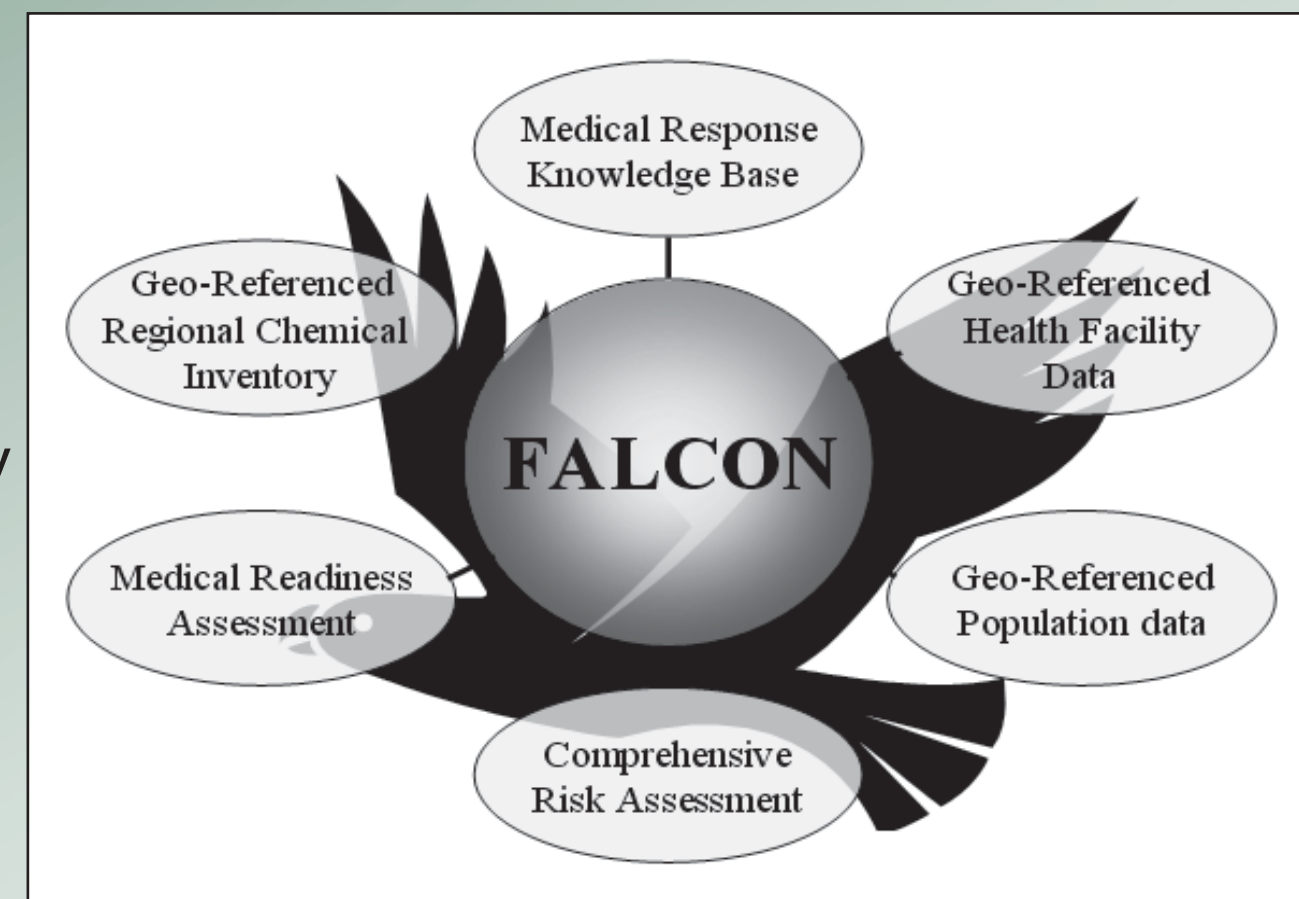 Medical Response
Knowledge Base
Geo-Referenced
Regional Chemical
Inventory
Geo-Referenced
Health Facility
Data
FALCON
Medical Readiness
Assessment
Geo-Referenced
Population data
Comprehensive
Risk Assessment